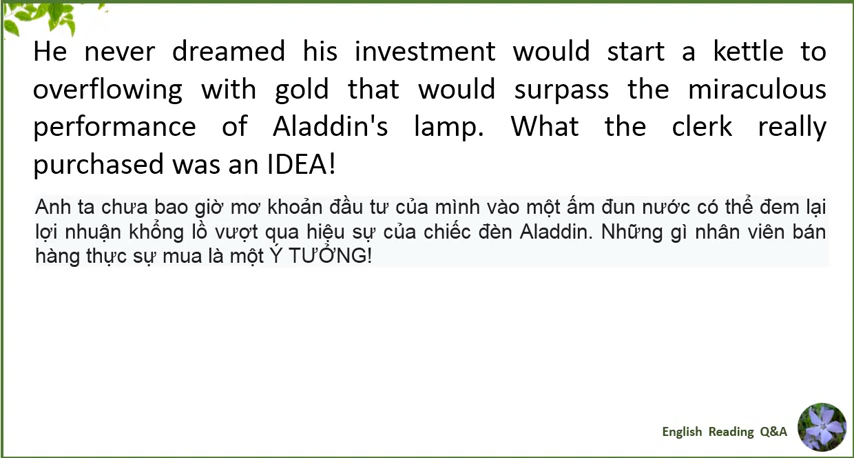 He never dreamed his investment would start a kettle to
overflowing with gold that would surpass the miraculous
performance of Aladdin's lamp. What the clerk really
purchased was an IDEA!
Anh ta chưa bao giờ mơ khoản đầu tư của mình vào một ấm đun nước có thể đem lại
lợi nhuận khổng lồ vượt qua hiệu sự của chiếc đèn Aladdin. Những gì nhân viên bán
hàng thực sự mua là một Ý TƯỞNG!
English Reading Q&A